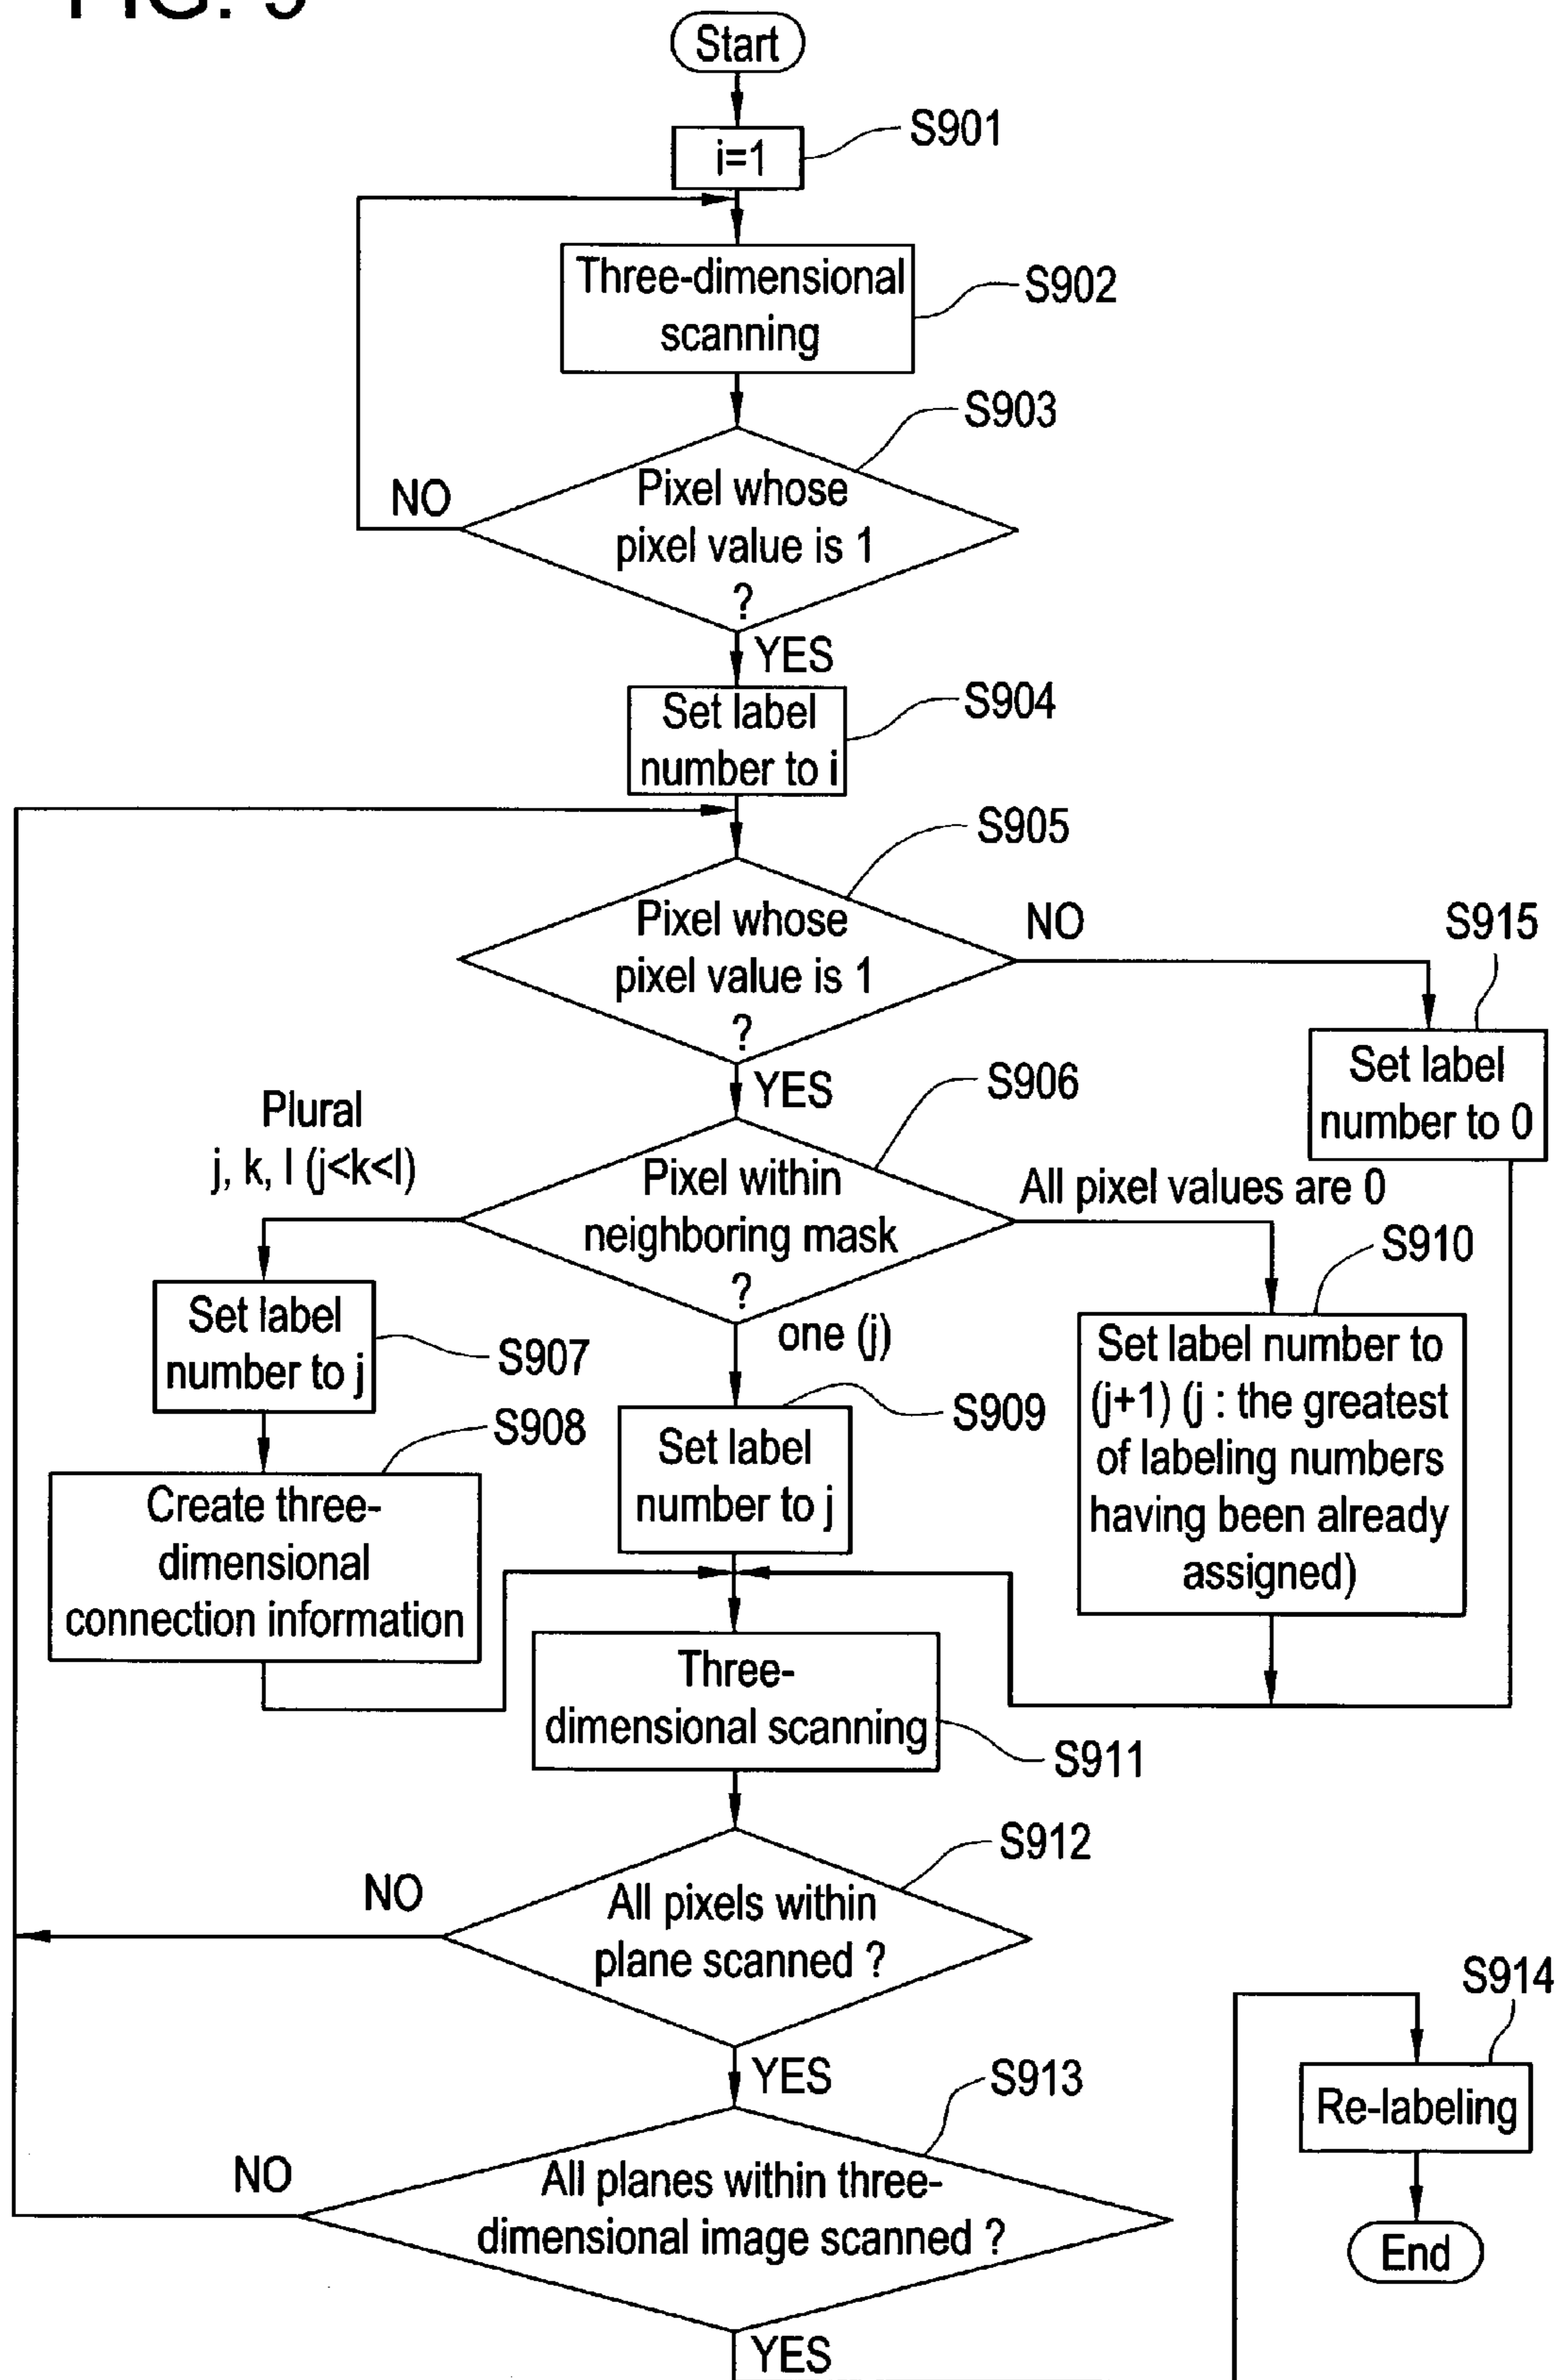 FIG. 9
Start
i=1
S901
Three-dimensional
scanning
S902
S903
Pixel whose
pixel value is 1
?
NO
YES
Set label
number to i
S904
S905
Pixel whose
pixel value is 1
?
NO
S915
Set label
number to 0
YES
S906
Plural
j, k, l (j<k<l)
Pixel within
neighboring mask
?
All pixel values are 0
S910
Set label
number to j
S907
one (j)
Set label number to
(j+1) (j : the greatest
of labeling numbers
having been already
assigned)
S908
Create three-
dimensional
connection information
S909
Set label
number to j
Three-
dimensional scanning
S911
S912
NO
All pixels within
plane scanned ?
YES
S914
Re-labeling
End
S913
NO
All planes within three-
dimensional image scanned ?
YES